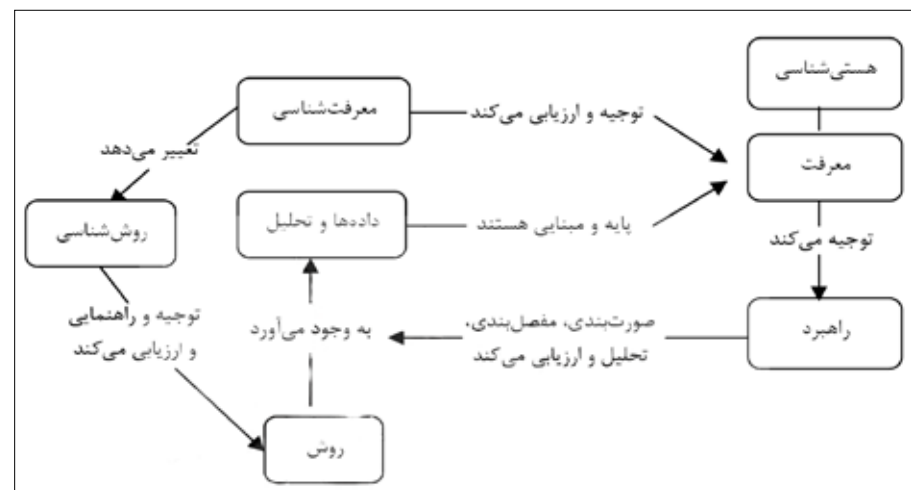 هستی‌شناسی
معرفت‌شناسی
توجیه و ارزیابی می‌کند
معرفت
تغییر می‌دهد
روش‌شناسی
داده‌ها و تحلیل
پایه و مبنایی هستند
توجیه می‌کند
توجیه و راهنمایی
و ارزیابی می‌کند
به وجود می‌آورد
صورت‌بندی، مفصل‌بندی،
تحلیل و ارزیابی می‌کند
راهبرد
روش